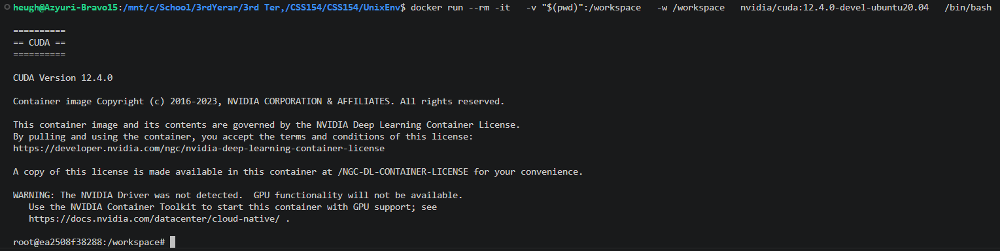 heugh@Azyuri-Bravo15:/mnt/c/School/3rdYerar/3rd Ter,/CSS154/CSS154/UnixEnv$ docker run --rm -it   -v "$(pwd)":/workspace   -w /workspace   nvidia/cuda:12.4.0-devel-ubuntu20.04   /bin/bash
==========
== CUDA ==
==========
CUDA Version 12.4.0
Container image Copyright (c) 2016-2023, NVIDIA CORPORATION & AFFILIATES. All rights reserved.
This container image and its contents are governed by the NVIDIA Deep Learning Container License.
By pulling and using the container, you accept the terms and conditions of this license:
https://developer.nvidia.com/ngc/nvidia-deep-learning-container-license
A copy of this license is made available in this container at /NGC-DL-CONTAINER-LICENSE for your convenience.
WARNING: The NVIDIA Driver was not detected.  GPU functionality will not be available.
   Use the NVIDIA Container Toolkit to start this container with GPU support; see
   https://docs.nvidia.com/datacenter/cloud-native/ .
root@ea2508f38288:/workspace#